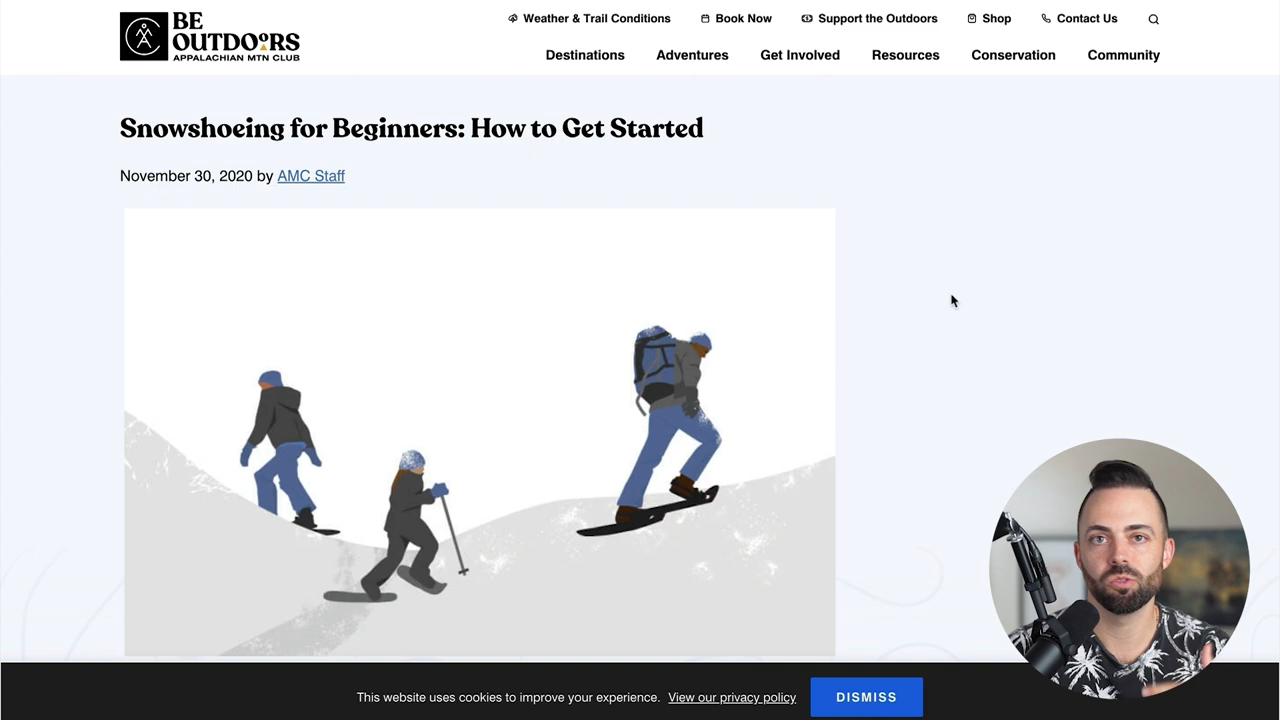 BE
OUTDOORS
APPALACHIAN MTN CLUB
Weather & Trail Conditions Book Now Support the Outdoors Shop Contact Us
Destinations Adventures Get Involved Resources Conservation Community
Snowshoeing for Beginners: How to Get Started
November 30, 2020 by AMC Staff
This website uses cookies to improve your experience. View our privacy policy DISMISS